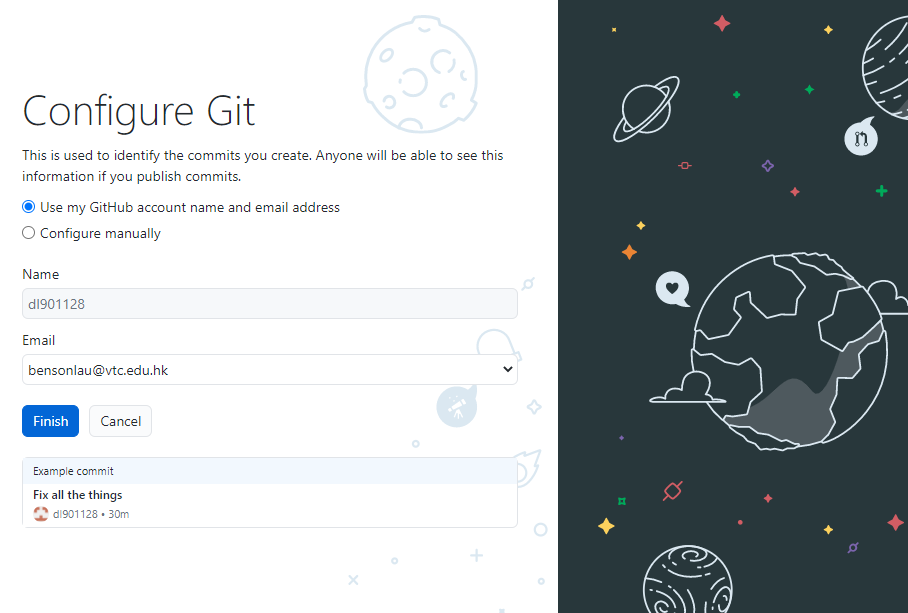 Configure Git
This is used to identify the commits you create. Anyone will be able to see this
information if you publish commits.
Use my GitHub account name and email address
Configure manually
Name
dl901128
Email
bensonlau@vtc.edu.hk
Finish
Cancel
Example commit
Fix all the things
dl901128 • 30m